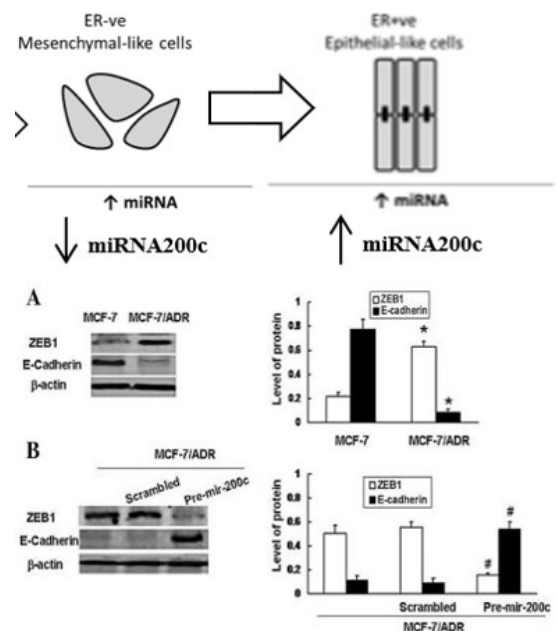 ER-ve
Mesenchymal-like cells
ER+ve
Epithelial-like cells
↑ miRNA
↑ miRNA
↓ miRNA200c
↑ miRNA200c
A
MCF-7 MCF-7/ADR
ZEB1
E-Cadherin
β-actin
Level of protein
1
0.8
0.6
0.4
0.2
0
ZEB1
E-cadherin
*
*
MCF-7 MCF-7/ADR
B
MCF-7/ADR
Scrambled
Pre-mir-200c
ZEB1
E-Cadherin
β-actin
Level of protein
1
0.8
0.6
0.4
0.2
0
ZEB1
E-cadherin
#
#
Scrambled Pre-mir-200c
MCF-7/ADR